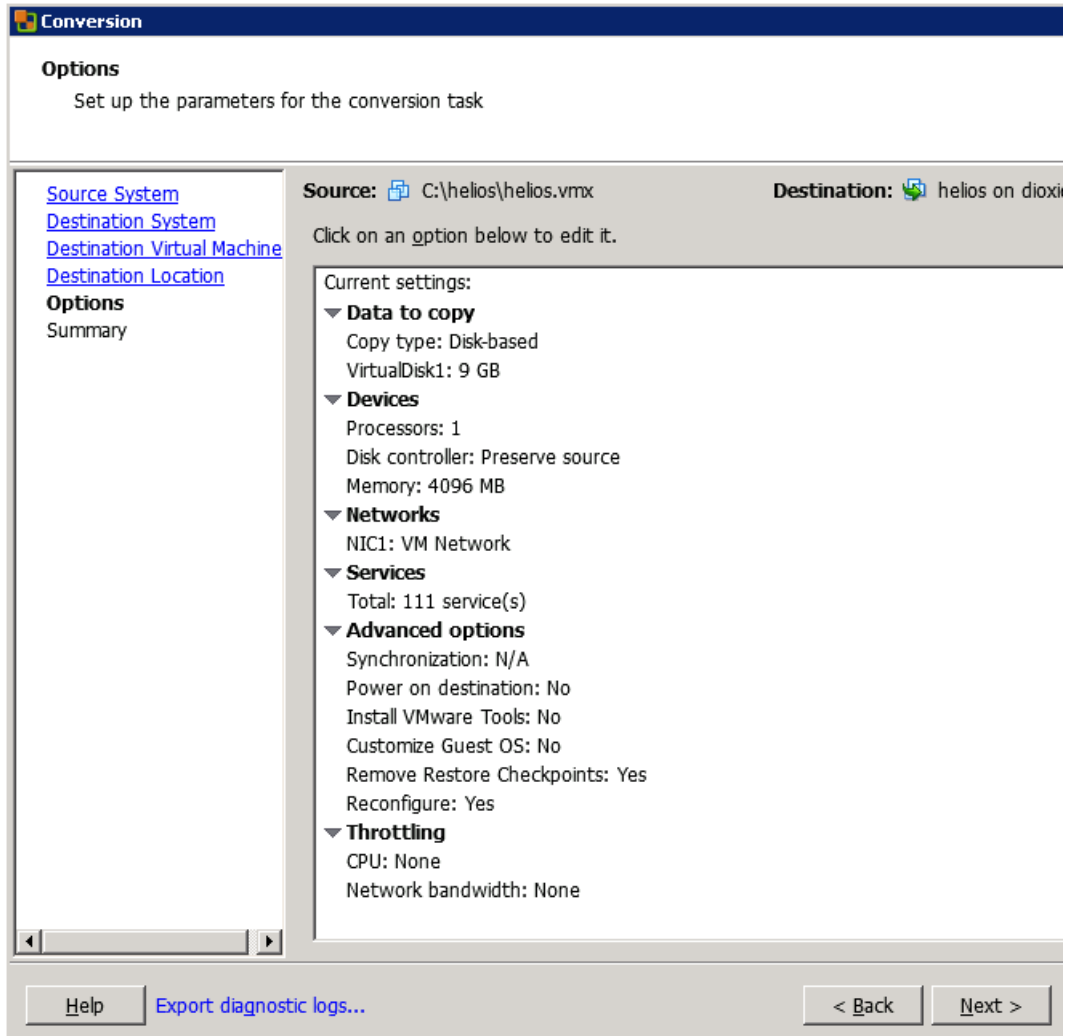 Conversion
Options
Set up the parameters for the conversion task
Source System
Destination System
Destination Virtual Machine
Destination Location
Options
Summary
Source: C:\helios\helios.vmx Destination: helios on
Click on an option below to edit it.
Current settings:
Data to copy
Copy type: Disk-based
VirtualDisk1: 9 GB
Devices
Processors: 1
Disk controller: Preserve source
Memory: 4096 MB
Networks
NIC1: VM Network
Services
Total: 111 service(s)
Advanced options
Synchronization: N/A
Power on destination: No
Install VMware Tools: No
Customize Guest OS: No
Remove Restore Checkpoints: Yes
Reconfigure: Yes
Throttling
CPU: None
Network bandwidth: None
Help Export diagnostic logs... < Back Next >